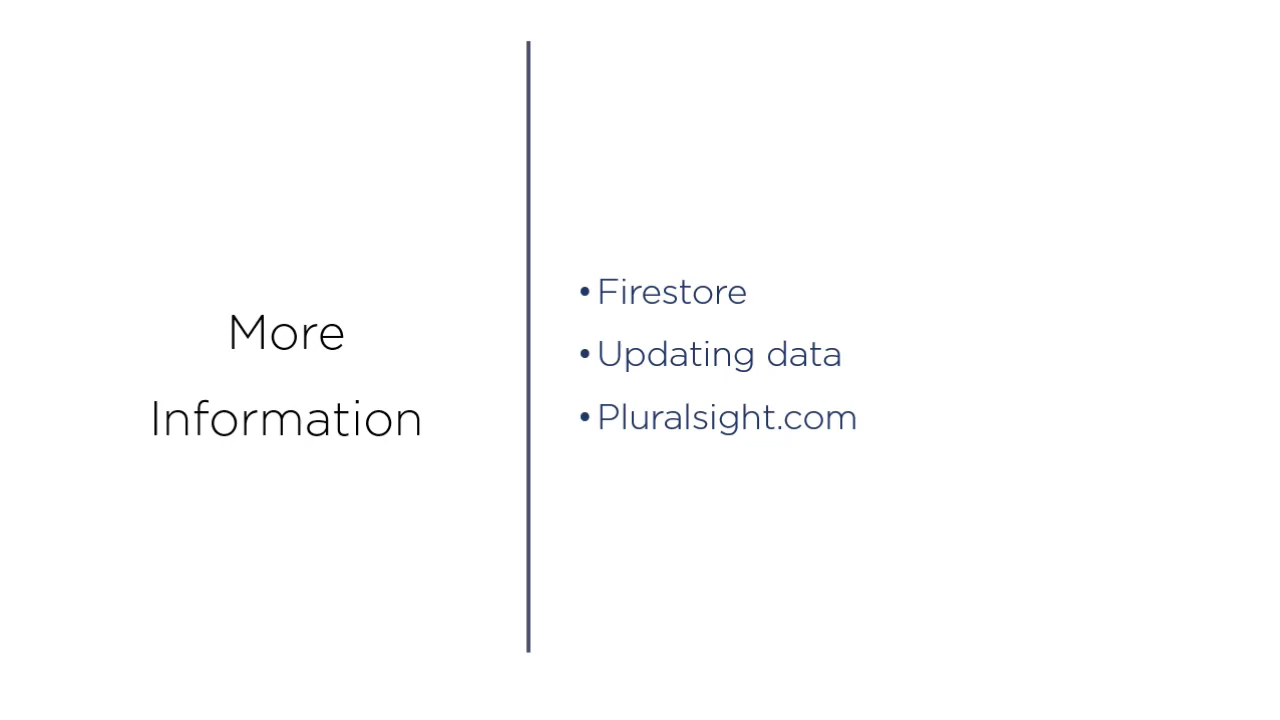 More
Information
• Firestore
• Updating data
• Pluralsight.com